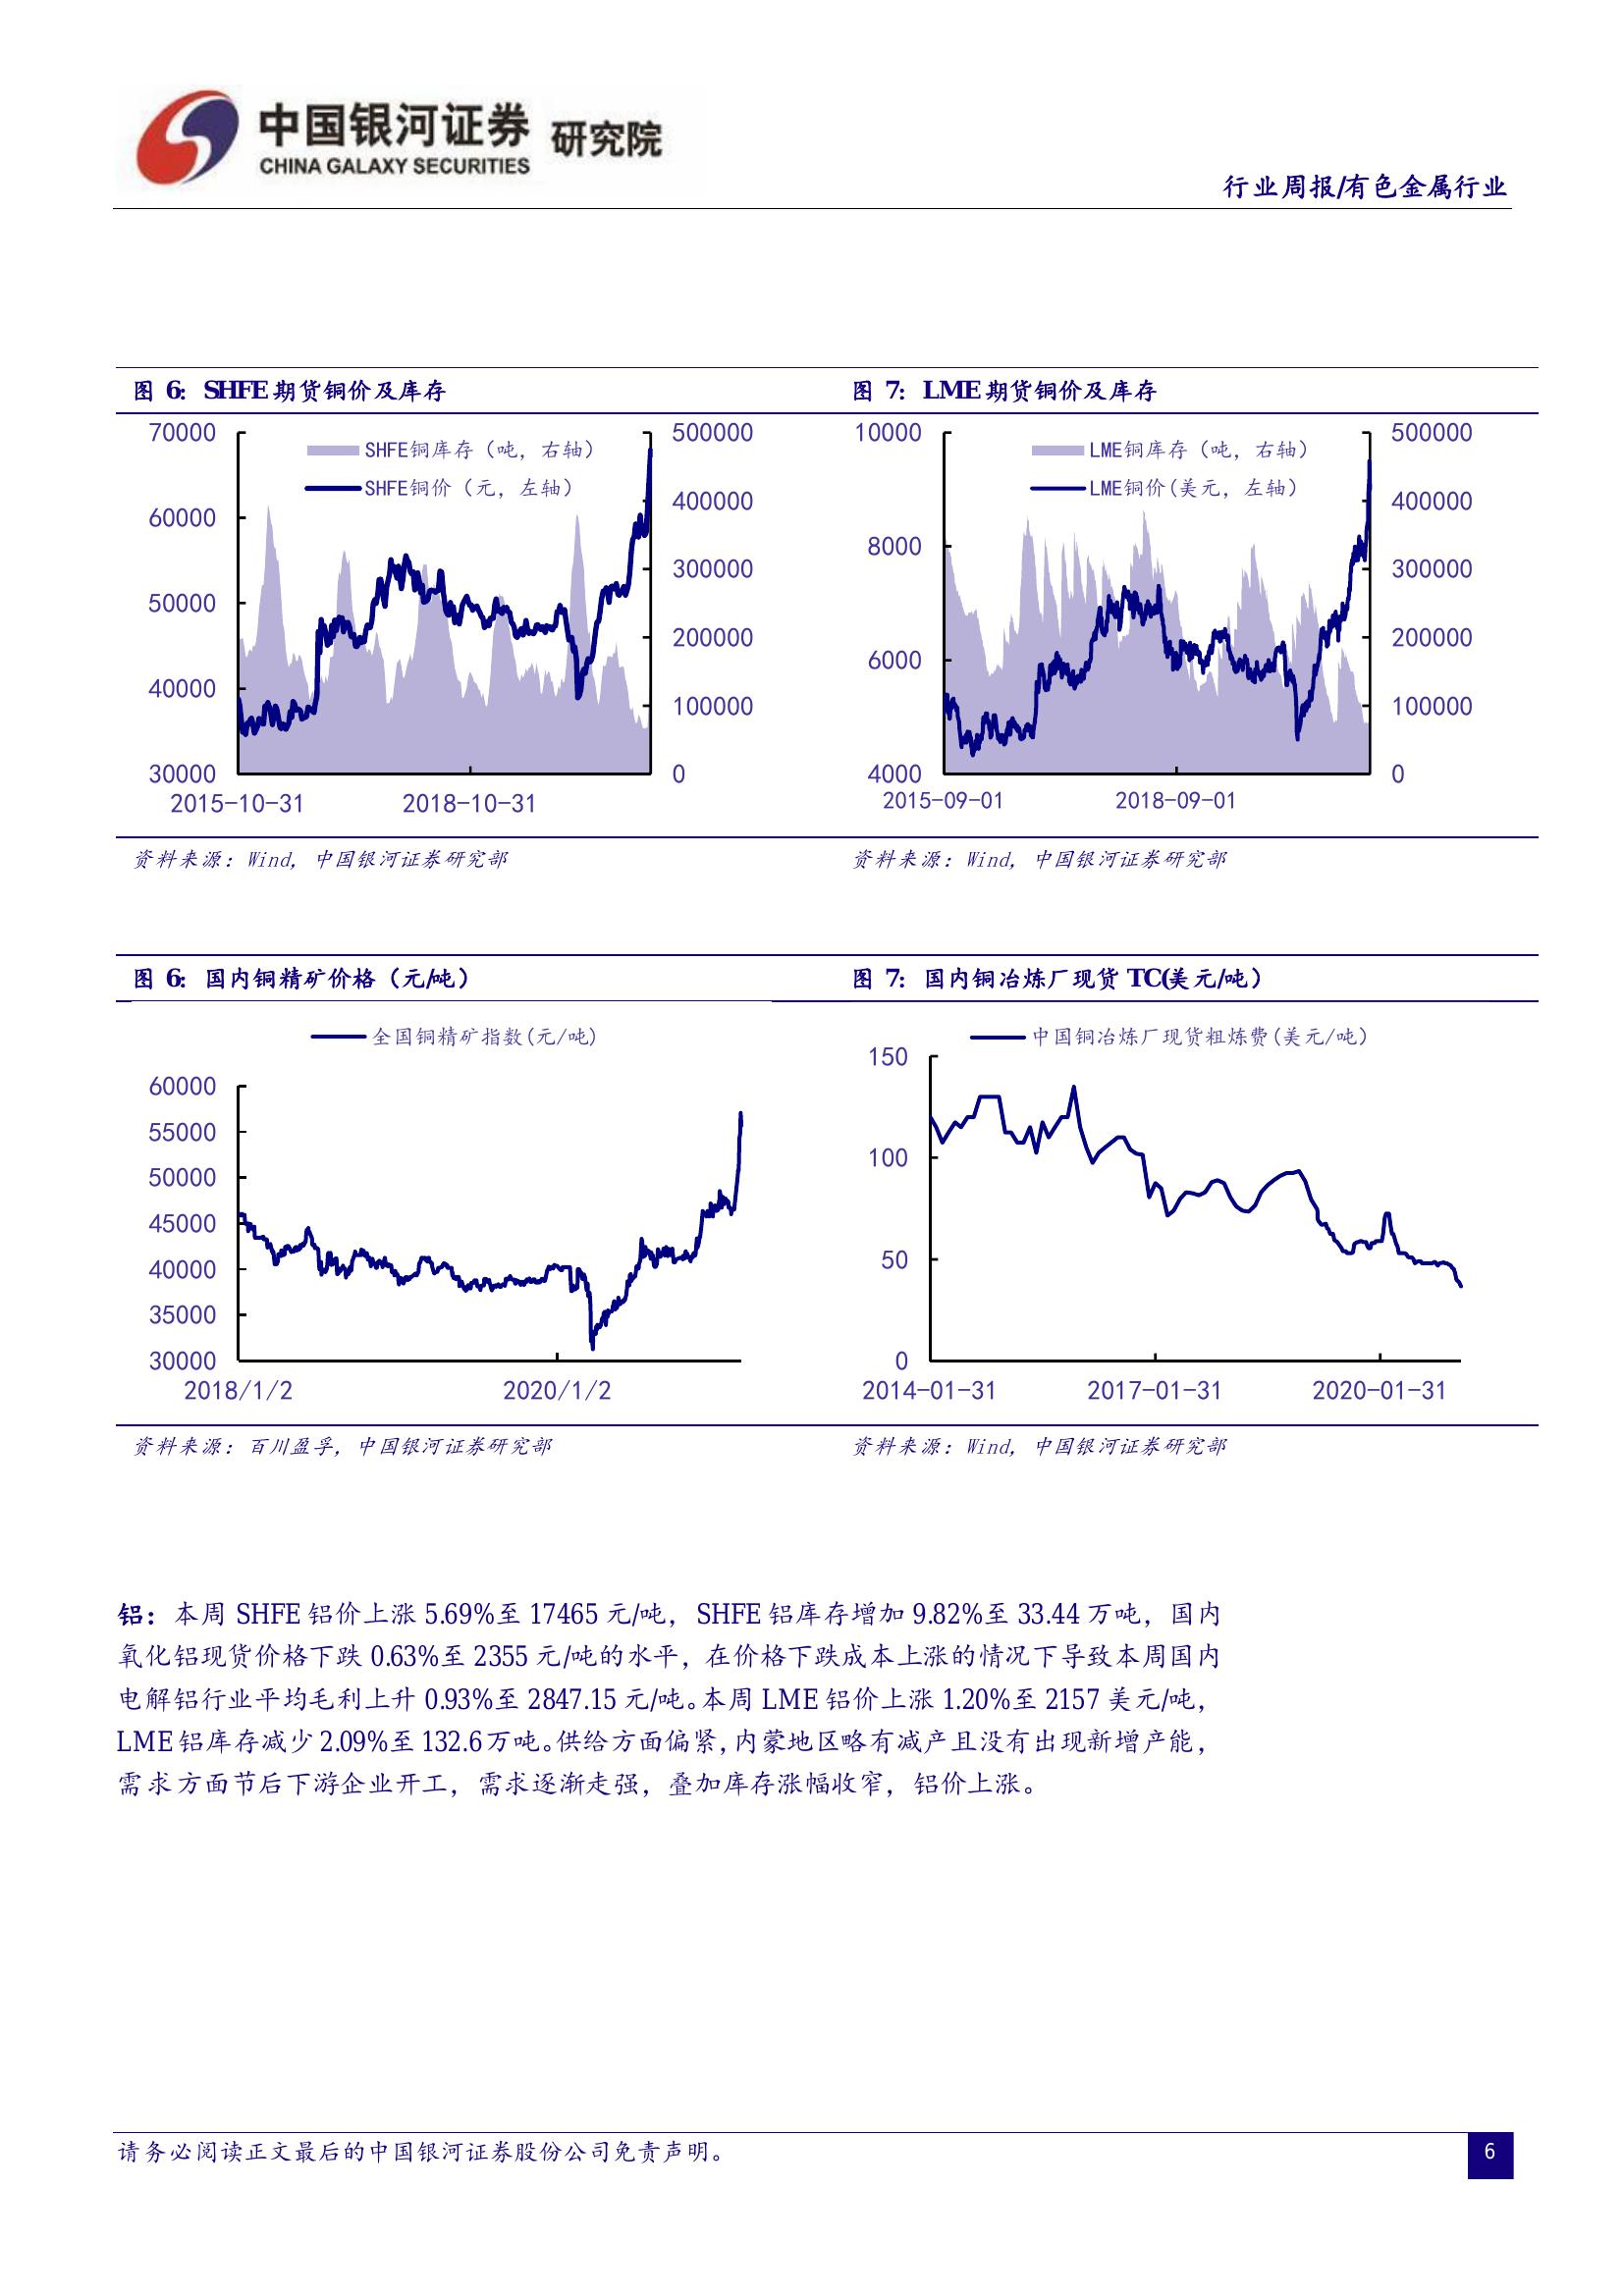 中国银河证券 研究院
CHINA GALAXY SECURITIES
行业周报/有色金属行业
图 6：SHFE 期货铜价及库存
70000
60000
50000
40000
30000
SHFE铜库存（吨，右轴）
SHFE铜价（元，左轴）
500000
400000
300000
200000
100000
0
2015-10-31 2018-10-31
资料来源：Wind, 中国银河证券研究部
图 7：LME 期货铜价及库存
10000
8000
6000
4000
LME铜库存（吨，右轴）
LME铜价(美元，左轴）
500000
400000
300000
200000
100000
0
2015-09-01 2018-09-01
资料来源：Wind, 中国银河证券研究部
图 6：国内铜精矿价格（元/吨）
全国铜精矿指数(元/吨)
60000
55000
50000
45000
40000
35000
30000
2018/1/2 2020/1/2
资料来源：百川盈孚, 中国银河证券研究部
图 7：国内铜冶炼厂现货 TC(美元/吨）
中国铜冶炼厂现货粗炼费(美元/吨）
150
100
50
0
2014-01-31 2017-01-31 2020-01-31
资料来源：Wind, 中国银河证券研究部
铝：本周 SHFE 铝价上涨 5.69%至 17465 元/吨，SHFE 铝库存增加 9.82%至 33.44 万吨，国内
氧化铝现货价格下跌 0.63%至 2355 元/吨的水平，在价格下跌成本上涨的情况下导致本周国内
电解铝行业平均毛利上升 0.93%至 2847.15 元/吨。本周 LME 铝价上涨 1.20%至 2157 美元/吨，
LME 铝库存减少 2.09%至 132.6 万吨。供给方面偏紧，内蒙地区略有减产且没有出现新增产能，
需求方面节后下游企业开工，需求逐渐走强，叠加库存涨幅收窄，铝价上涨。
请务必阅读正文最后的中国银河证券股份公司免责声明。
6